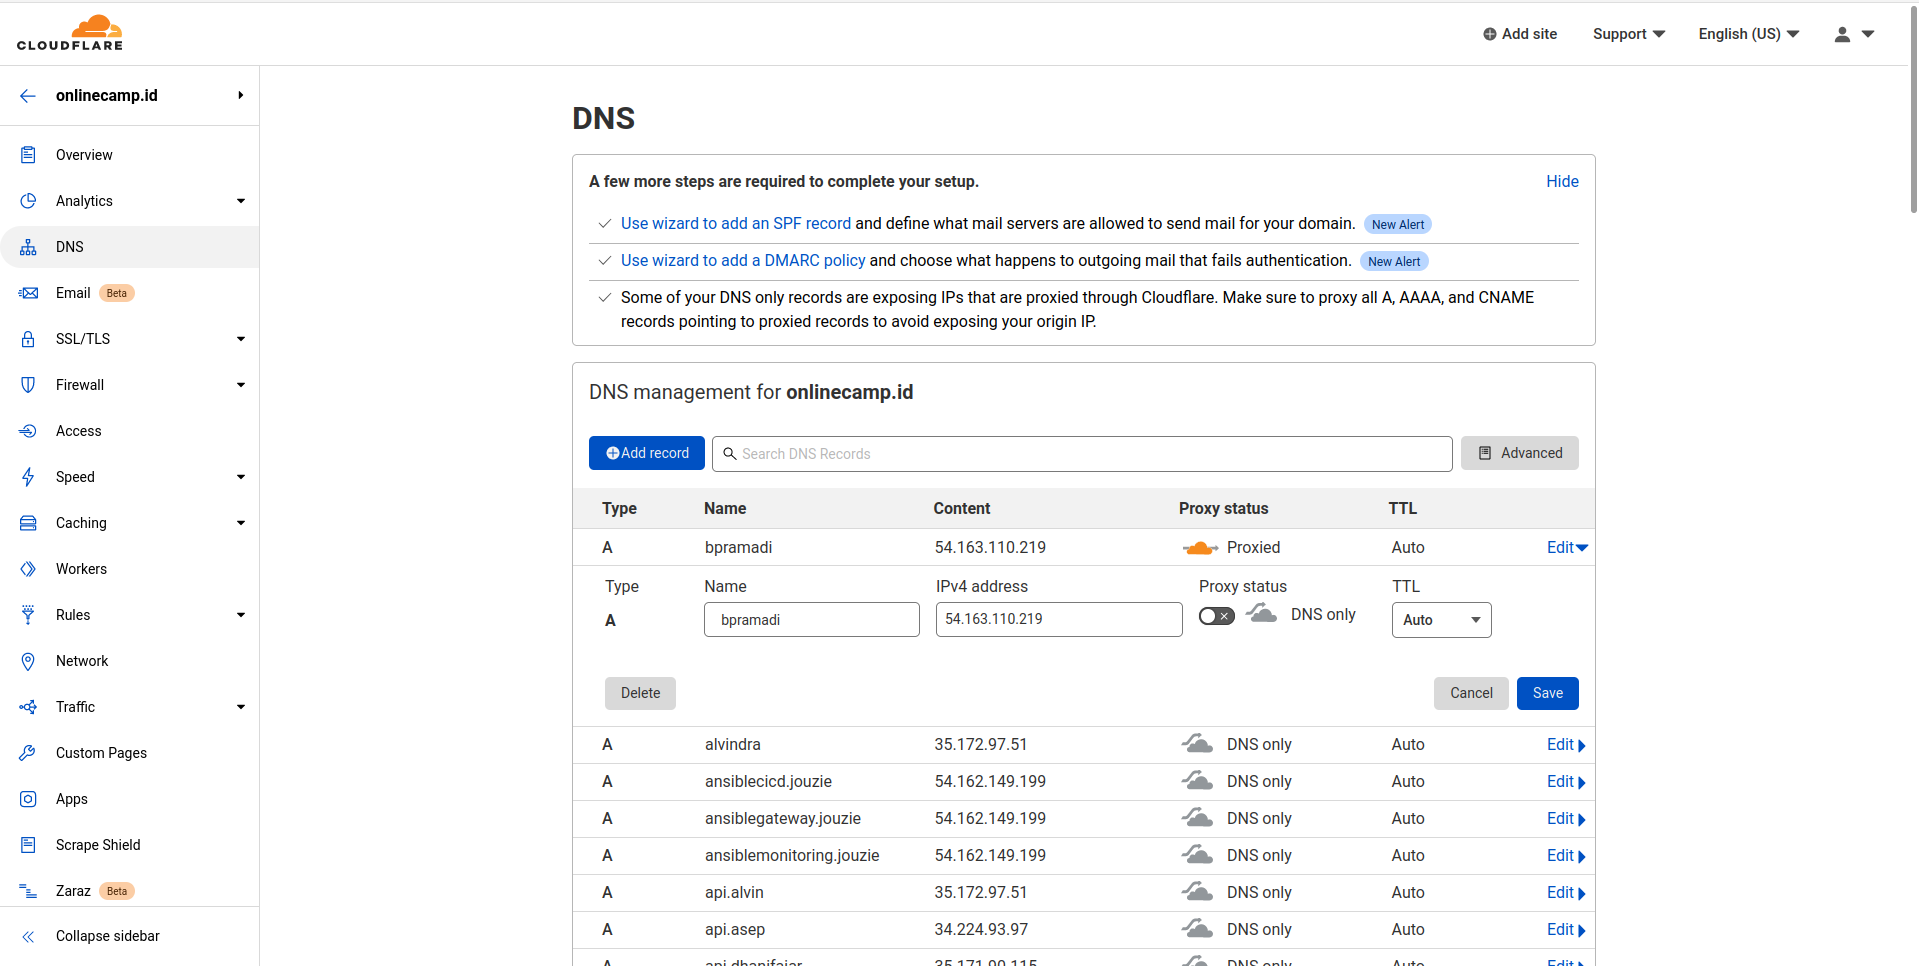 CLOUDFLARE
Add site
Support
English (US)
onlinecamp.id
Overview
Analytics
DNS
Email Beta
SSL/TLS
Firewall
Access
Speed
Caching
Workers
Rules
Network
Traffic
Custom Pages
Apps
Scrape Shield
Zaraz Beta
Collapse sidebar
DNS
A few more steps are required to complete your setup. Hide
Use wizard to add an SPF record and define what mail servers are allowed to send mail for your domain. New Alert
Use wizard to add a DMARC policy and choose what happens to outgoing mail that fails authentication. New Alert
Some of your DNS only records are exposing IPs that are proxied through Cloudflare. Make sure to proxy all A, AAAA, and CNAME
records pointing to proxied records to avoid exposing your origin IP.
DNS management for onlinecamp.id
Add record Search DNS Records Advanced
Type Name Content Proxy status TTL
A bpramadi 54.163.110.219 Proxied Auto Edit
Type Name IPv4 address Proxy status TTL
A bpramadi 54.163.110.219 DNS only Auto
Delete Cancel Save
A alvindra 35.172.97.51 DNS only Auto Edit
A ansiblecicd.jouzie 54.162.149.199 DNS only Auto Edit
A ansiblegateway.jouzie 54.162.149.199 DNS only Auto Edit
A ansiblemonitoring.jouzie 54.162.149.199 DNS only Auto Edit
A api.alvin 35.172.97.51 DNS only Auto Edit
A api.asep 34.224.93.97 DNS only Auto Edit
A api.dhanifajar 35.171.90.115 DNS only Auto Edit